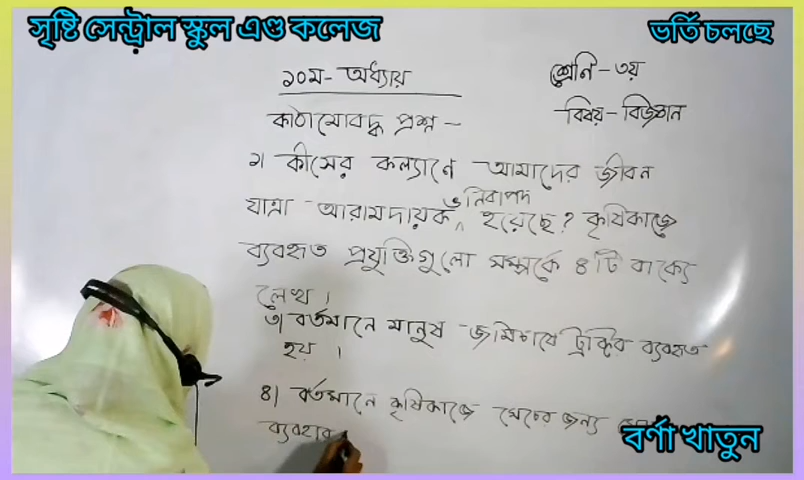 সৃষ্টি সেন্ট্রাল স্কুল এণ্ড কলেজ
ভর্তি চলছে
১০ম - অধ্যায়
শ্রেণি - ৩য়
বিষয় - বিজ্ঞান
কাঠামোবদ্ধ প্রশ্ন -
১। কীসের কল্যানে আমাদের জীবন
যাত্রা আরামদায়ক ও নিরাপদ হয়েছে? কৃষিকাজে
ব্যবহৃত প্রযুক্তিগুলো সম্পর্কে ৪টি বাক্যে
লেখ।
৩। বর্তমানে মানুষ জমিচাষে ট্রাক্টর ব্যবহৃত
হয়।
৪। বর্তমানে কৃষিকাজে সেচের জন্য
ব্যবহার
বর্ণা খাতুন